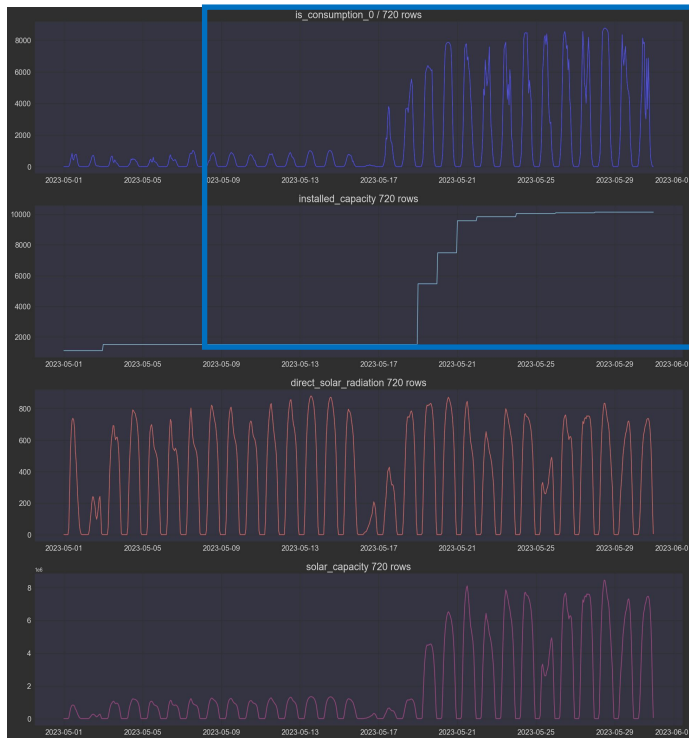 is_consumption_0 / 720 rows
8000
6000
4000
2000
0
2023-05-01 2023-05-05 2023-05-09 2023-05-13 2023-05-17 2023-05-21 2023-05-25 2023-05-29 2023-06-0
installed_capacity 720 rows
10000
8000
6000
4000
2000
2023-05-01 2023-05-05 2023-05-09 2023-05-13 2023-05-17 2023-05-21 2023-05-25 2023-05-29 2023-06-0
direct_solar_radiation 720 rows
800
600
400
200
0
2023-05-01 2023-05-05 2023-05-09 2023-05-13 2023-05-17 2023-05-21 2023-05-25 2023-05-29 2023-06-0
solar_capacity 720 rows
1e6
8
6
4
2
0
2023-05-01 2023-05-05 2023-05-09 2023-05-13 2023-05-17 2023-05-21 2023-05-25 2023-05-29 2023-06-0